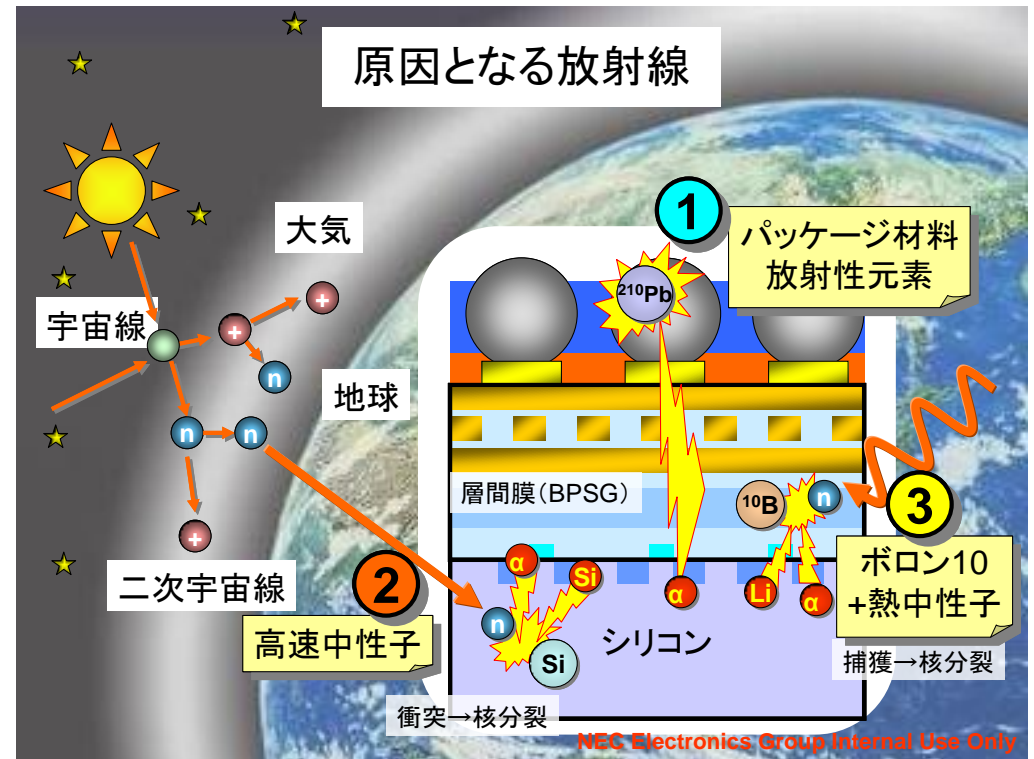 原因となる放射線
大気
宇宙線
+
+
n
地球
n
n
+
二次宇宙線
1
パッケージ材料
放射性元素
210Pb
層間膜(BPSG)
10B
n
3
ボロン10
+熱中性子
捕獲→核分裂
2
高速中性子
α
Si
n
Si
α
Li
α
シリコン
衝突→核分裂
NEC Electronics Group Internal Use Only